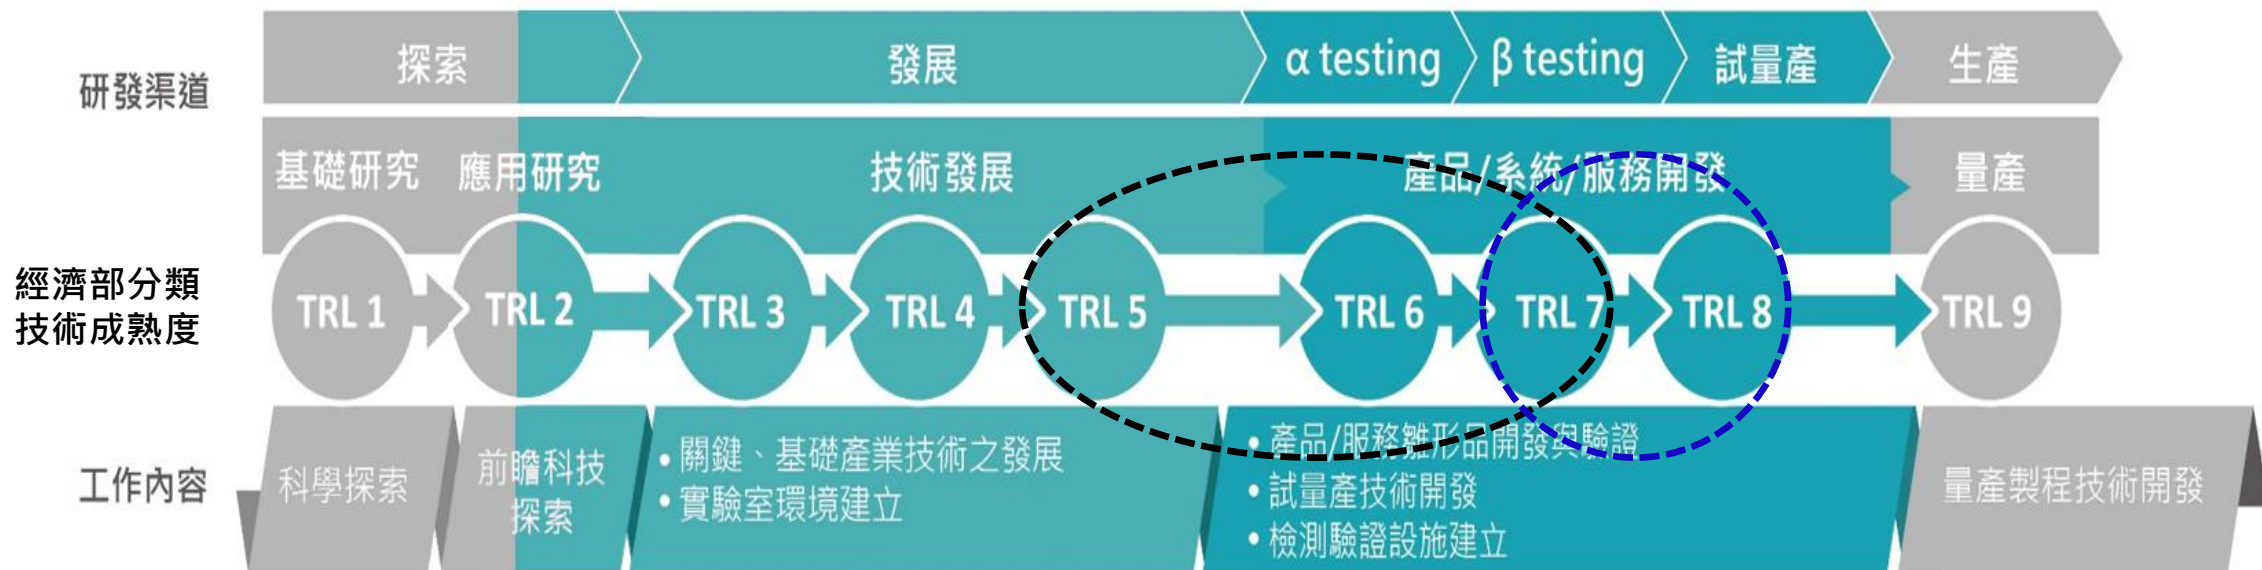 研發渠道
探索
發展
α testing
β testing
試量產
生產
基礎研究
應用研究
技術發展
產品/系統/服務開發
量產
經濟部分類
技術成熟度
TRL 1
TRL 2
TRL 3
TRL 4
TRL 5
TRL 6
TRL 7
TRL 8
TRL 9
工作內容
科學探索
前瞻科技
探索
• 關鍵、基礎產業技術之發展
• 實驗室環境建立
• 產品/服務雛形品開發與驗證
• 試量產技術開發
• 檢測驗證設施建立
量產製程技術開發